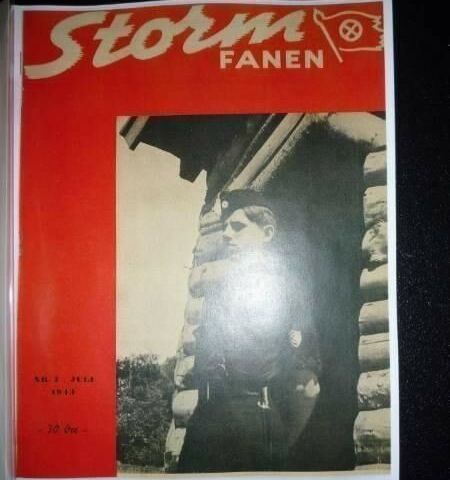 Storm
FANEN
NR. 7 JULI
1944
- 30 øre -